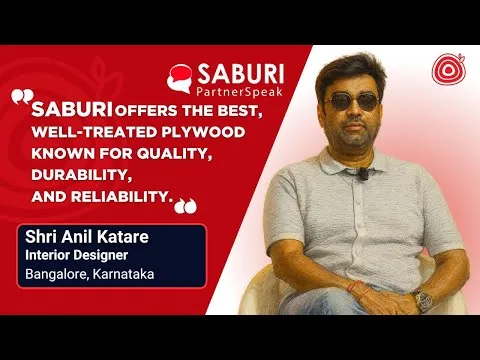 SABURI
PartnerSpeak
"SABURI OFFERS THE BEST,
WELL-TREATED PLYWOOD
KNOWN FOR QUALITY,
DURABILITY,
AND RELIABILITY."
Shri Anil Katare
Interior Designer
Bangalore, Karnataka